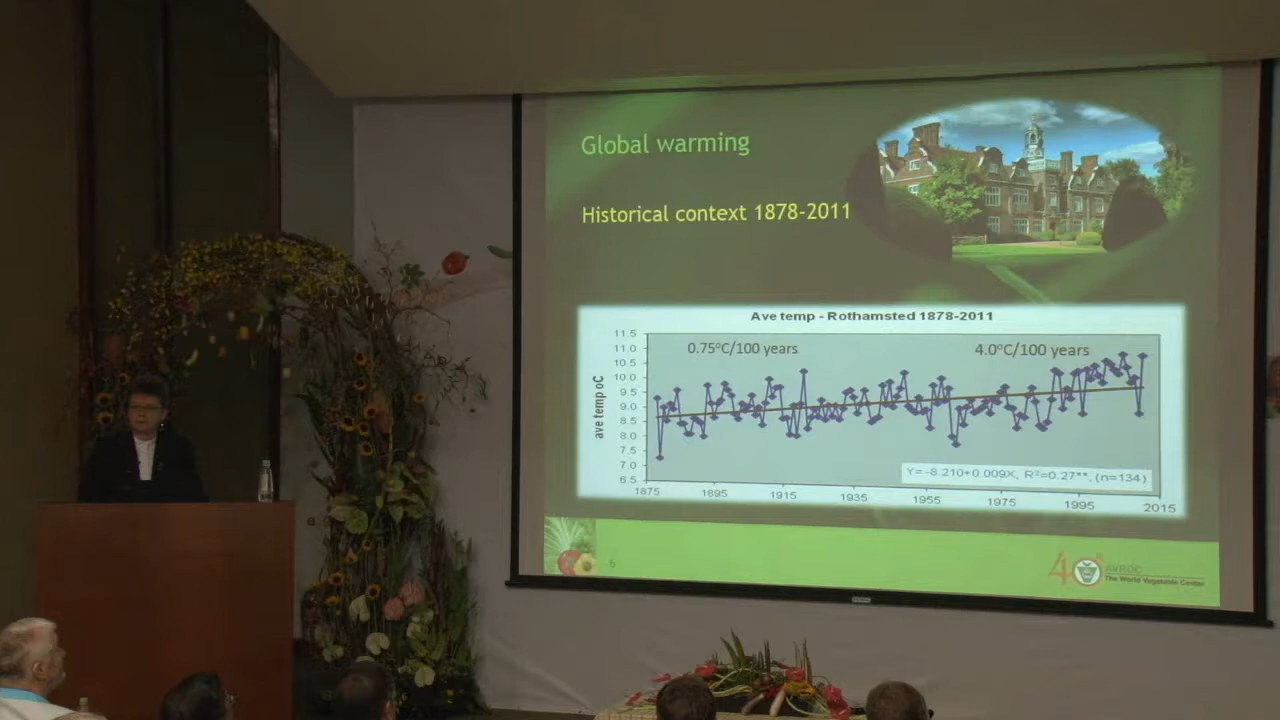 Global warming
Historical context 1878-2011
Ave temp - Rothamsted 1878-2011
0.75°C/100 years
4.0°C/100 years
ave temp oC
11.5
11.0
10.5
10.0
9.5
9.0
8.5
8.0
7.5
7.0
6.5
Y= -8.210+0.009X, R²=0.27**, (n=134)
1875 1895 1915 1935 1955 1975 1995 2015
6
40
AVRDC
The World Vegetable Center